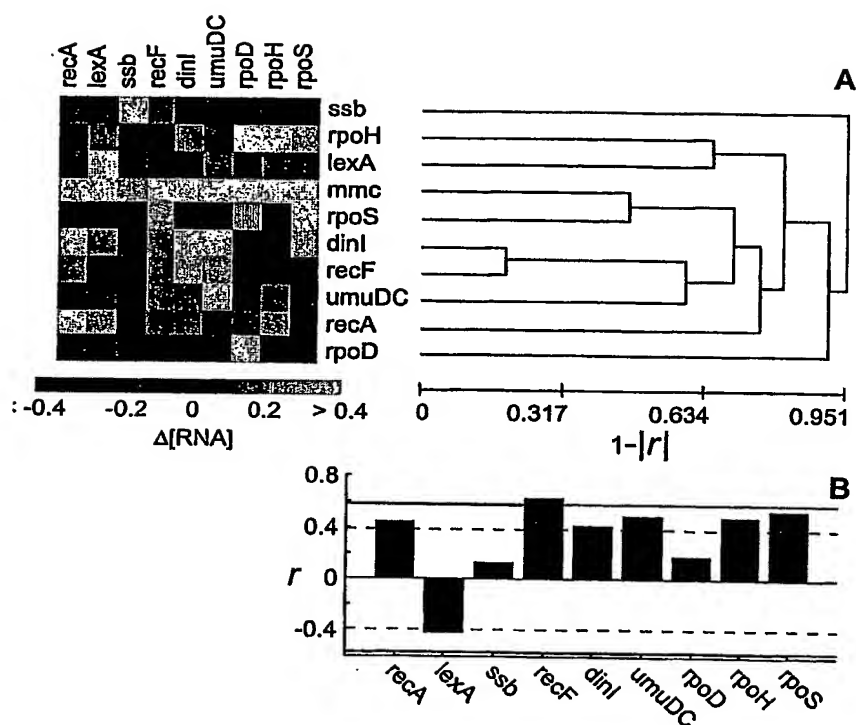 recA lexA ssb recF dinI umuDC rpoD rpoH rpoS
A
ssb
rpoH
lexA
mmc
rpoS
dinI
recF
umuDC
recA
rpoD
: -0.4 -0.2 0 0.2 > 0.4
Δ[RNA]
0 0.317 0.634 0.951
1-|r|
B
0.8
0.4
0
-0.4
r
recA lexA ssb recF dinI umuDC rpoD rpoH rpoS